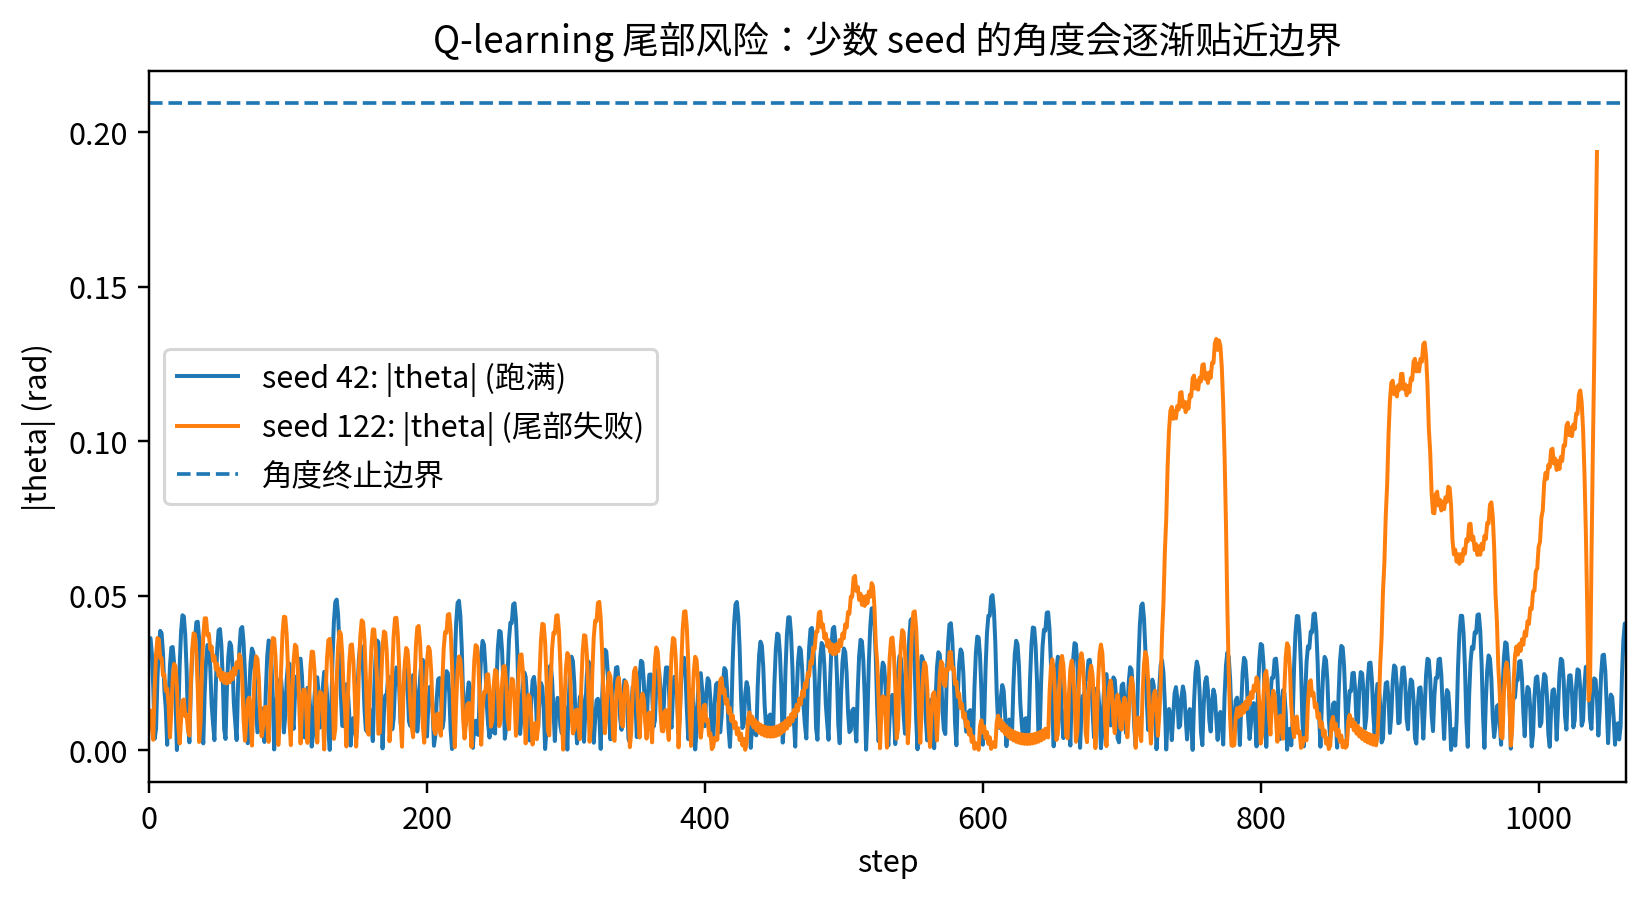 Q-learning 尾部风险：少数 seed 的角度会逐渐贴近边界
|theta| (rad)
0.20
0.15
0.10
0.05
0.00
seed 42: |theta| (跑满)
seed 122: |theta| (尾部失败)
角度终止边界
0 200 400 600 800 1000
step